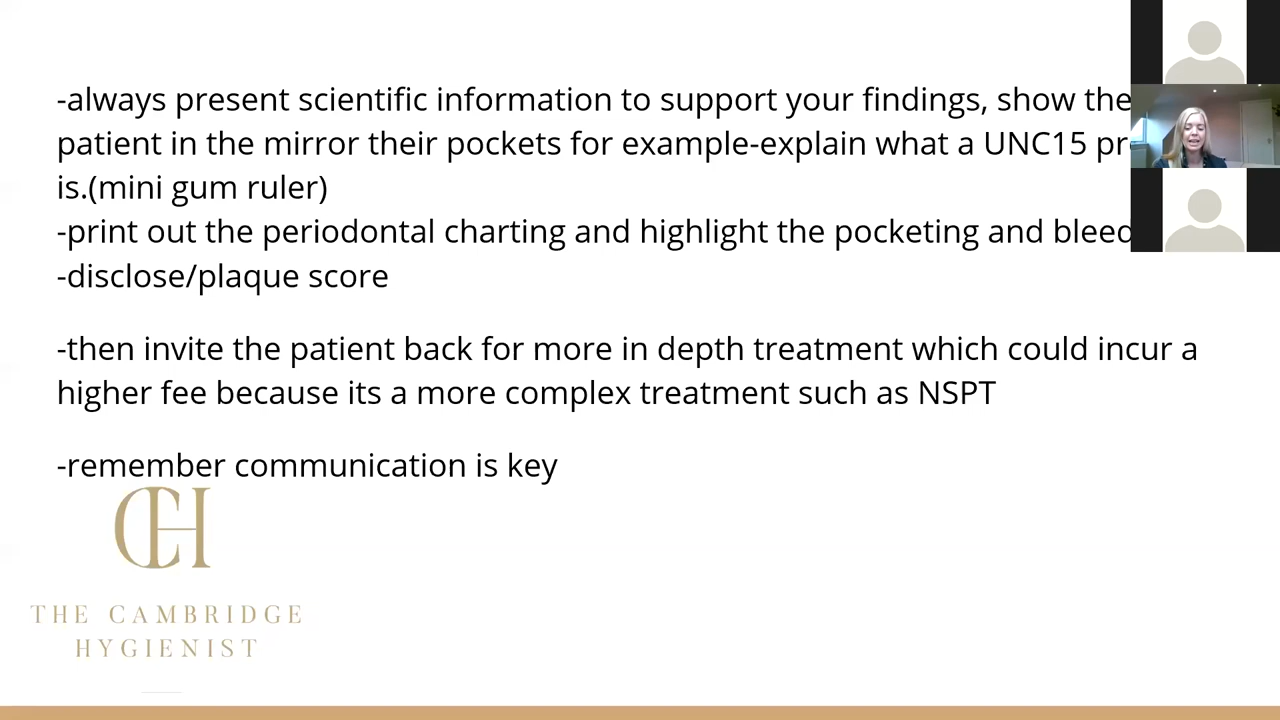 -always present scientific information to support your findings, show the
patient in the mirror their pockets for example-explain what a UNC15
is.(mini gum ruler)
-print out the periodontal charting and highlight the pocketing and
-disclose/plaque score
-then invite the patient back for more in depth treatment which could incur a
higher fee because its a more complex treatment such as NSPT
-remember communication is key
CH
THE CAMBRIDGE
HYGIENIST